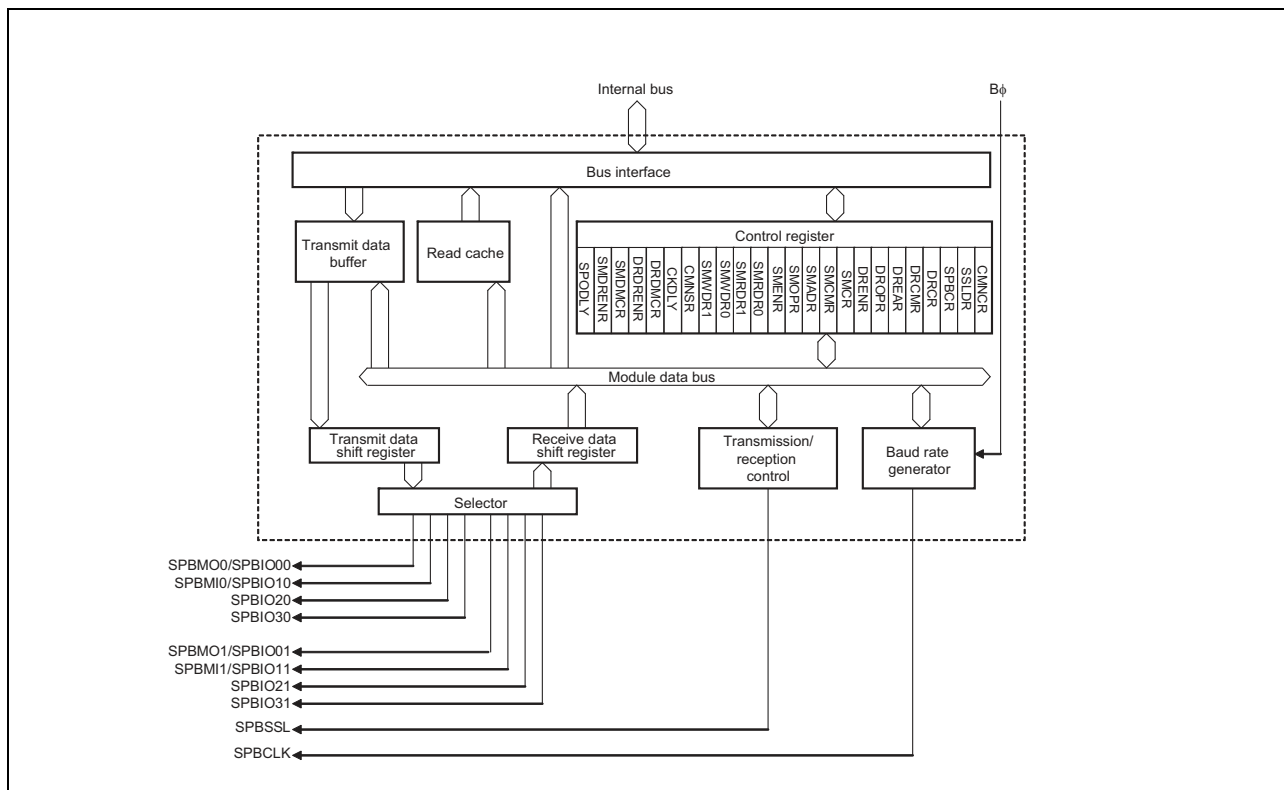 Internal bus
Bϕ
Bus interface
Transmit data
buffer
Read cache
Control register
SPODLY
SMDRENR
SMDMCR
DRDRENR
DRDMCR
CKDLY
CMNSR
SMWDR1
SMWDR0
SMRDR1
SMRDR0
SMENR
SMOPR
SMADR
SMCMR
SMCR
DRENR
DROPR
DREAR
DRCMR
DRCR
SPBCR
SSLDR
CMNCR
Module data bus
Transmit data
shift register
Receive data
shift register
Transmission/
reception
control
Baud rate
generator
Selector
SPBMO0/SPBIO00
SPBMI0/SPBIO10
SPBIO20
SPBIO30
SPBMO1/SPBIO01
SPBMI1/SPBIO11
SPBIO21
SPBIO31
SPBSSL
SPBCLK